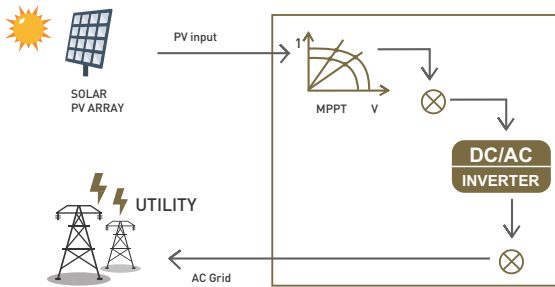 PV input
SOLAR
PV ARRAY
1
MPPT V
DC/AC
INVERTER
UTILITY
AC Grid